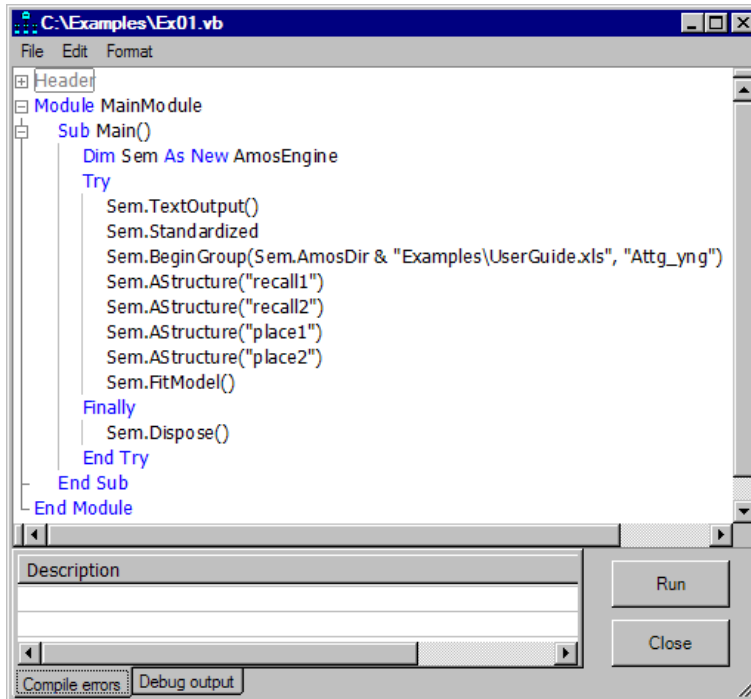 C:\Examples\Ex01.vb
File Edit Format
Header
Module MainModule
Sub Main()
Dim Sem As New AmosEngine
Try
Sem.TextOutput()
Sem.Standardized
Sem.BeginGroup(Sem.AmosDir & "Examples\UserGuide.xls", "Attg_yng")
Sem.AStructure("recall1")
Sem.AStructure("recall2")
Sem.AStructure("place1")
Sem.AStructure("place2")
Sem.FitModel()
Finally
Sem.Dispose()
End Try
End Sub
End Module
Description
Run
Close
Compile errors Debug output